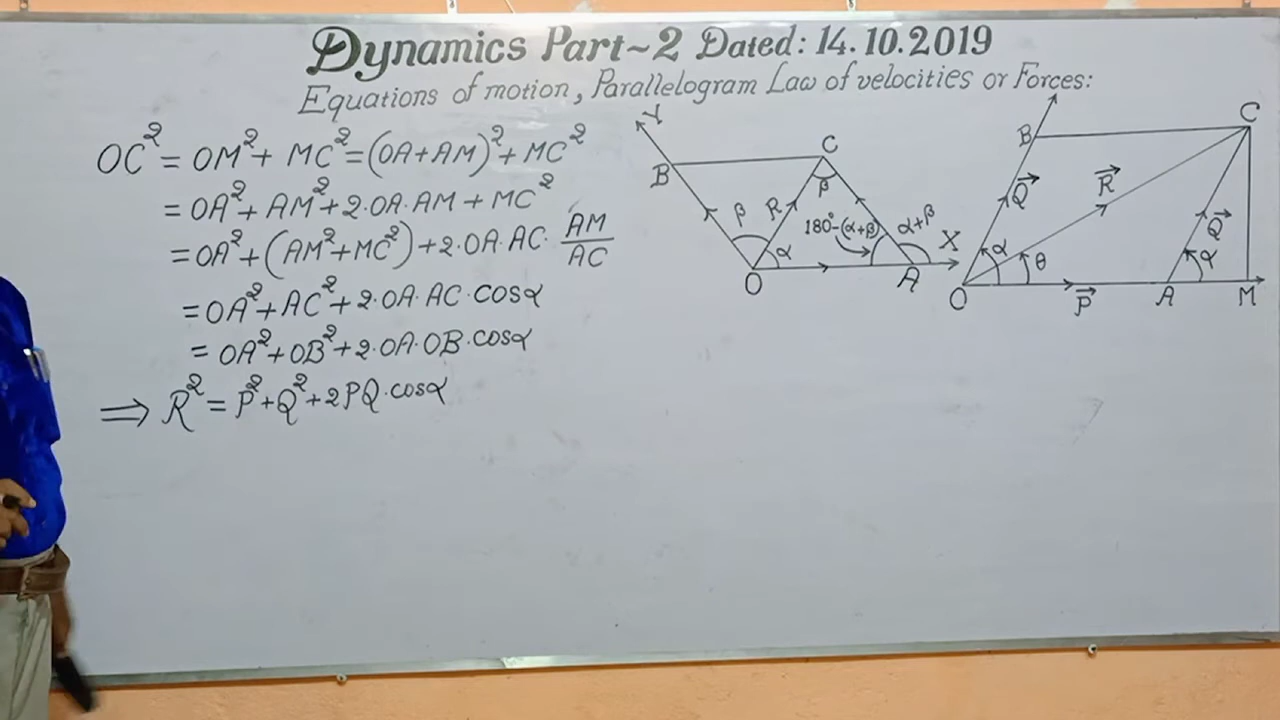 Dynamics Part~2 Dated: 14.10.2019
Equations of motion, Parallelogram Law of velocities or Forces:
OC² = OM² + MC² = (OA+AM)² + MC²
= OA² + AM² + 2·OA·AM + MC²
= OA² + (AM² + MC²) + 2·OA·AC· AM/AC
= OA² + AC² + 2·OA·AC·cosα
= OA² + OB² + 2·OA·OB·cosα
⟹ R² = P² + Q² + 2PQ·cosα
Y
B
C
β
β
R
180°-(α+β)
α+β
X
α
O
A
B
C
Q⃗
R⃗
Q⃗
α
θ
α
O
P⃗
A
M